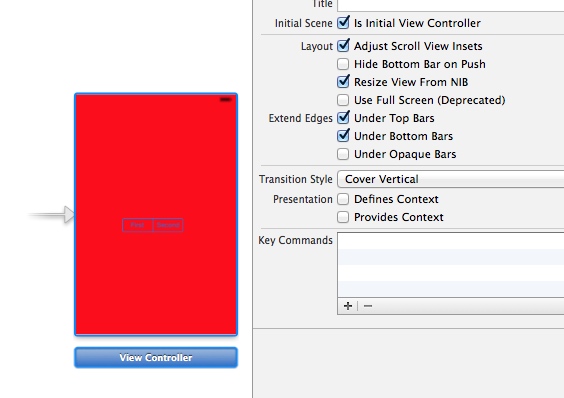 Title
Initial Scene Is Initial View Controller
Layout Adjust Scroll View Insets
Hide Bottom Bar on Push
Resize View From NIB
Use Full Screen (Deprecated)
Extend Edges Under Top Bars
Under Bottom Bars
Under Opaque Bars
Transition Style Cover Vertical
Presentation Defines Context
Provides Context
Key Commands
+ | −
First Second
View Controller